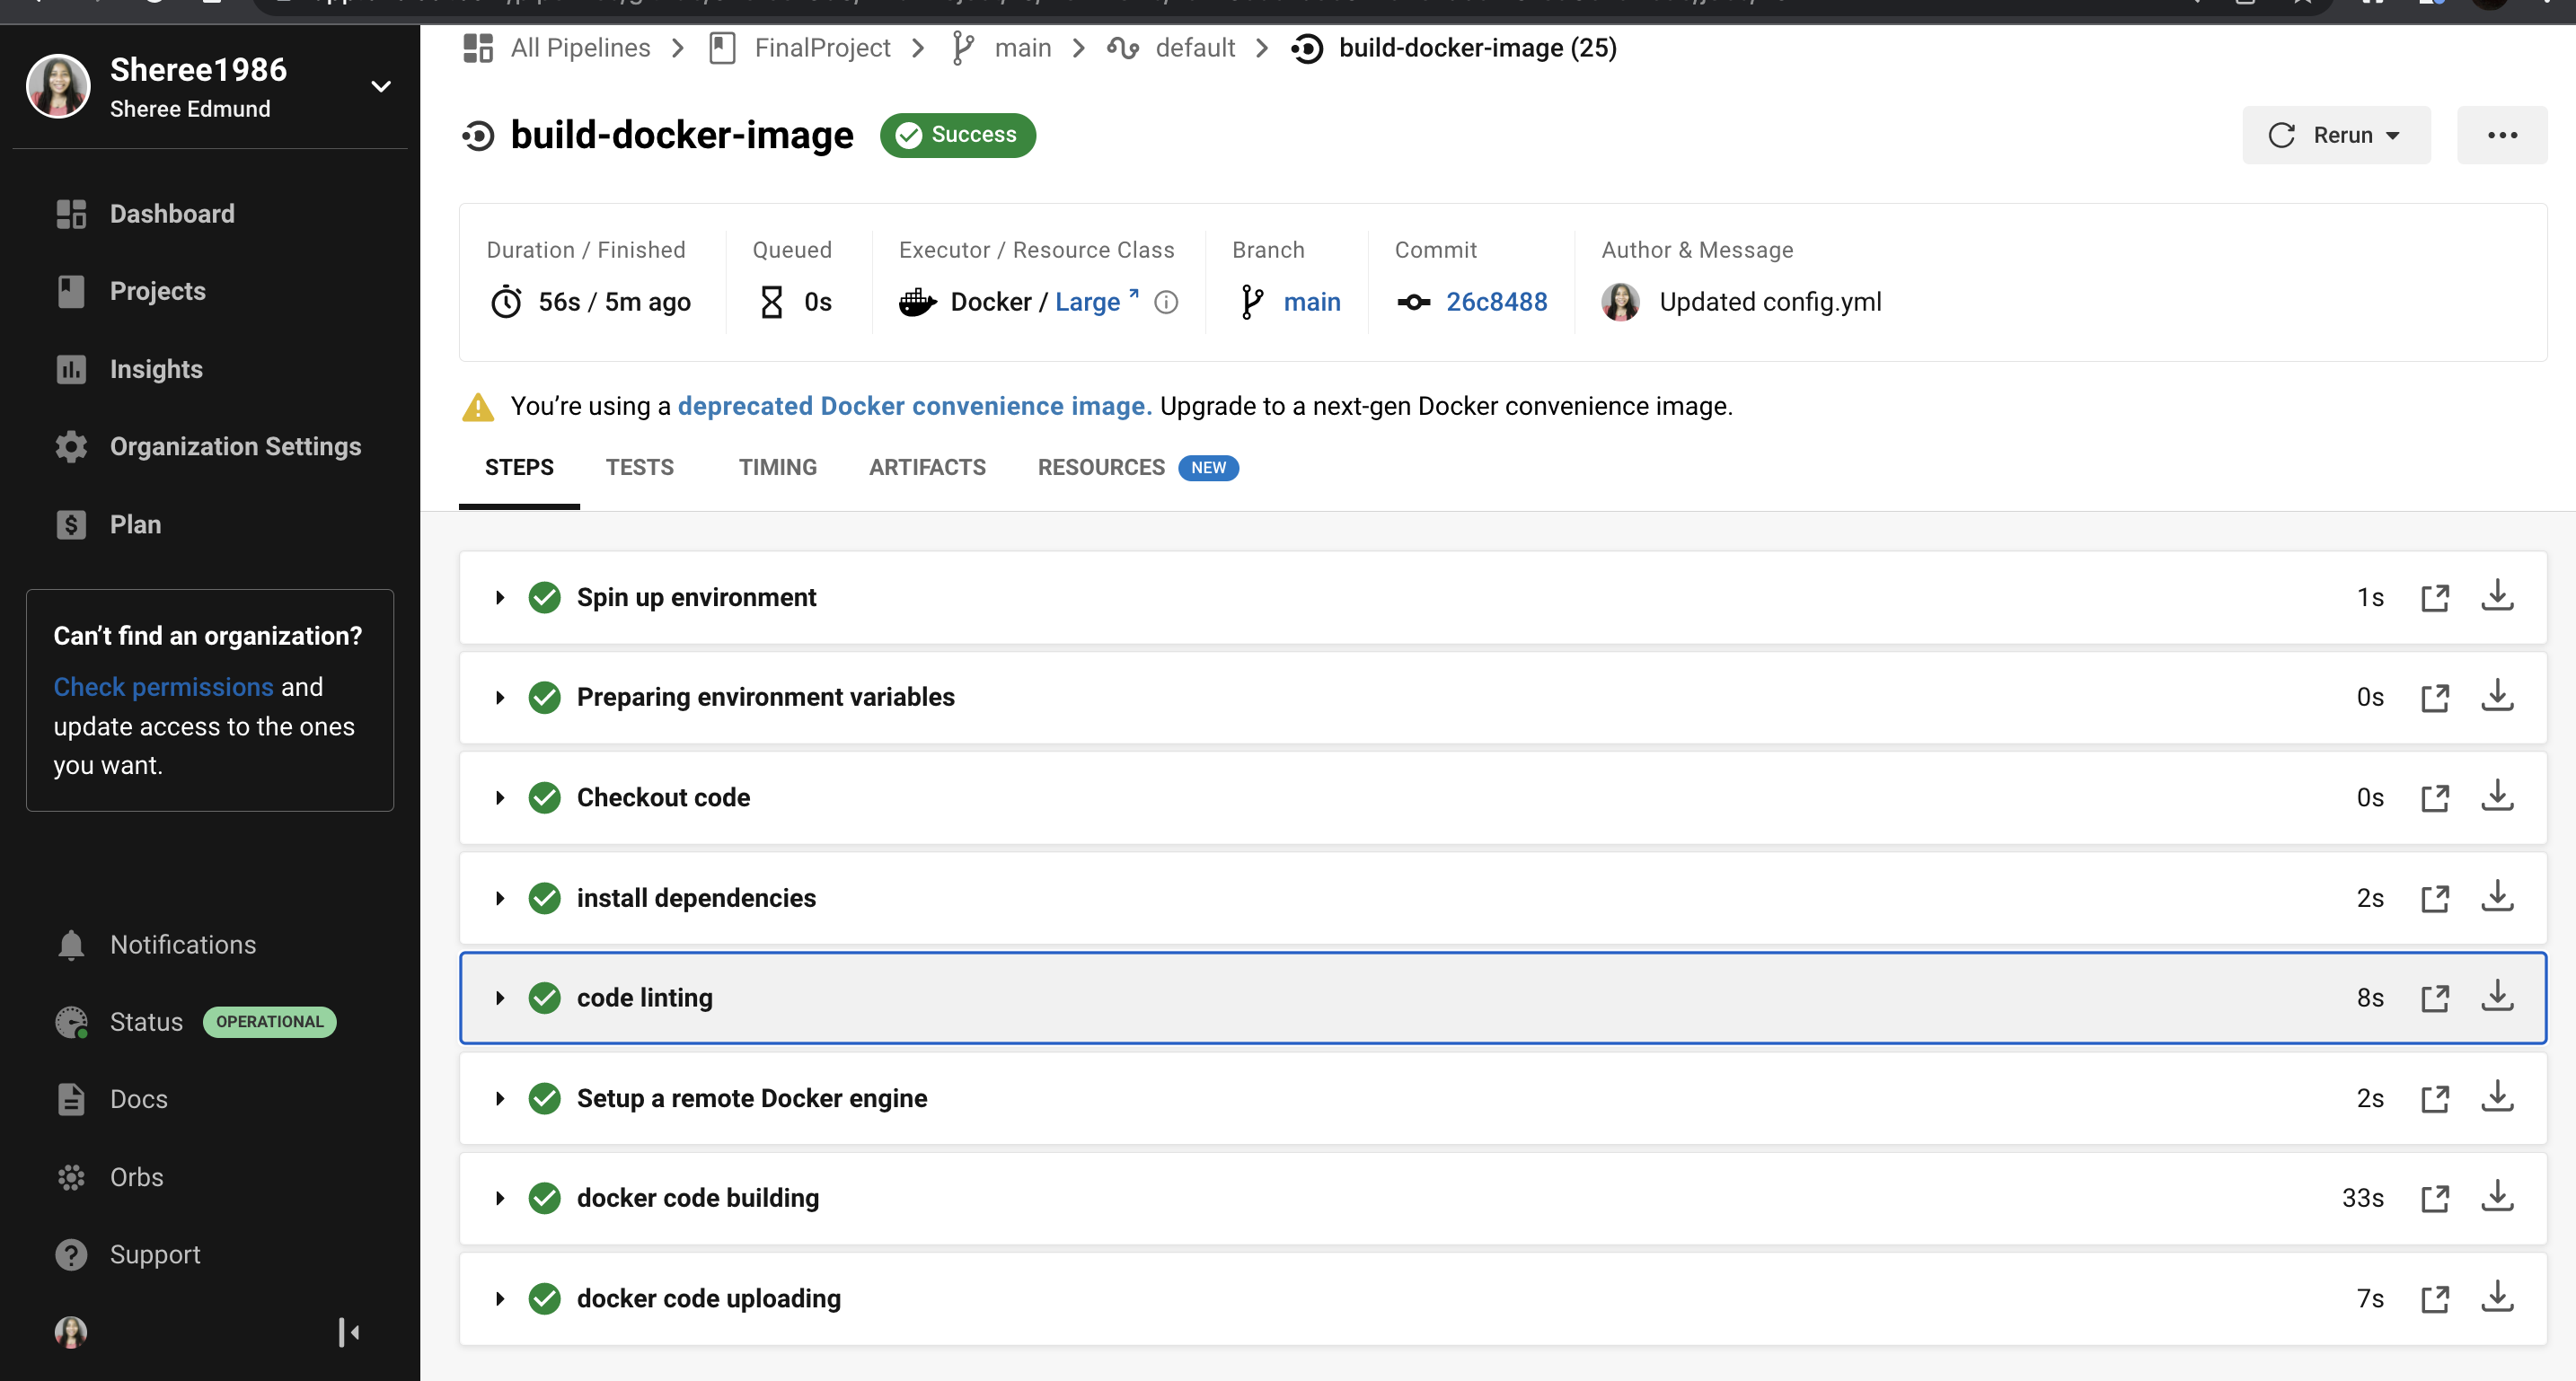 Sheree1986
Sheree Edmund
Dashboard
Projects
Insights
Organization Settings
Plan
Can’t find an organization?
Check permissions and
update access to the ones
you want.
Notifications
Status OPERATIONAL
Docs
Orbs
Support
All Pipelines FinalProject main default build-docker-image (25)
build-docker-image Success
Rerun
Duration / Finished
56s / 5m ago
Queued
0s
Executor / Resource Class
Docker / Large
Branch
main
Commit
26c8488
Author & Message
Updated config.yml
You’re using a deprecated Docker convenience image. Upgrade to a next-gen Docker convenience image.
STEPS TESTS TIMING ARTIFACTS RESOURCES NEW
Spin up environment 1s
Preparing environment variables 0s
Checkout code 0s
install dependencies 2s
code linting 8s
Setup a remote Docker engine 2s
docker code building 33s
docker code uploading 7s